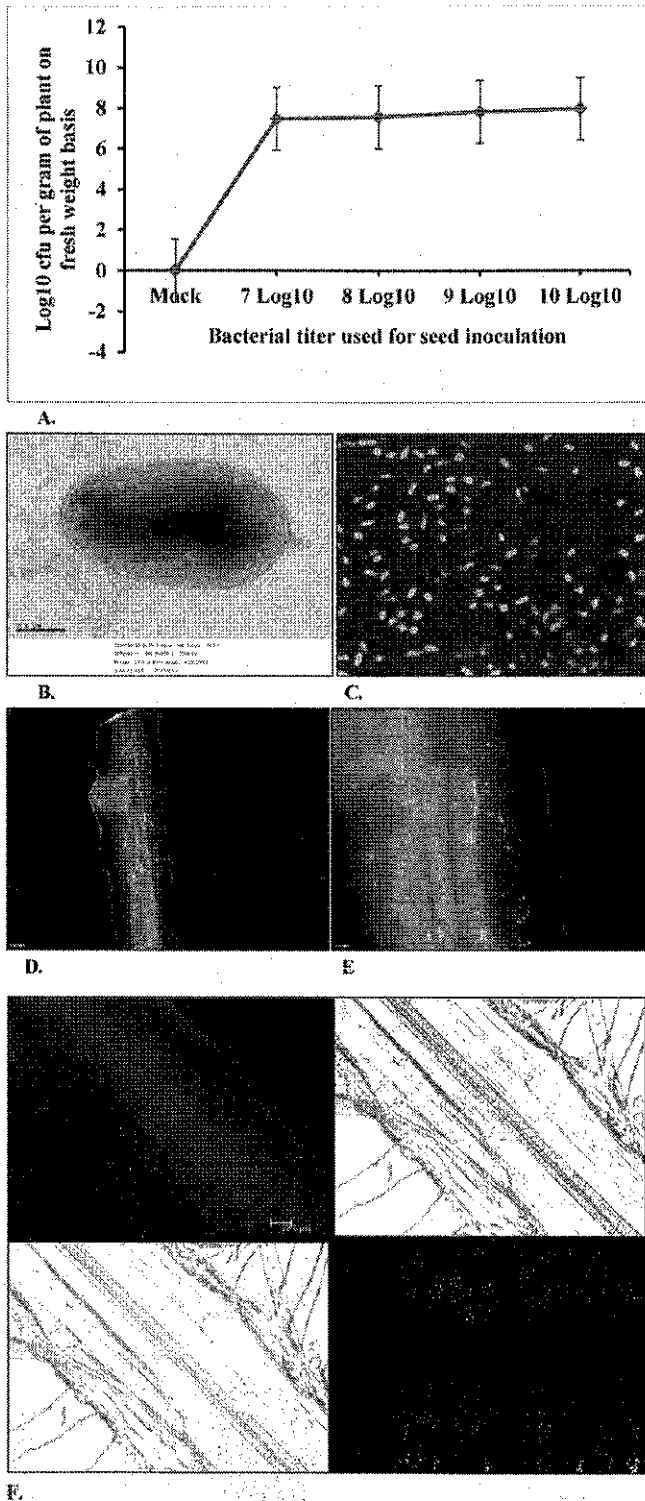 12
10
8
6
4
2
0
-2
-4
Log10 cfu per gram of plant on
fresh weight basis
Mock 7 Log10 8 Log10 9 Log10 10 Log10
Bacterial titer used for seed inoculation
A.
B. C.
D. E
F.